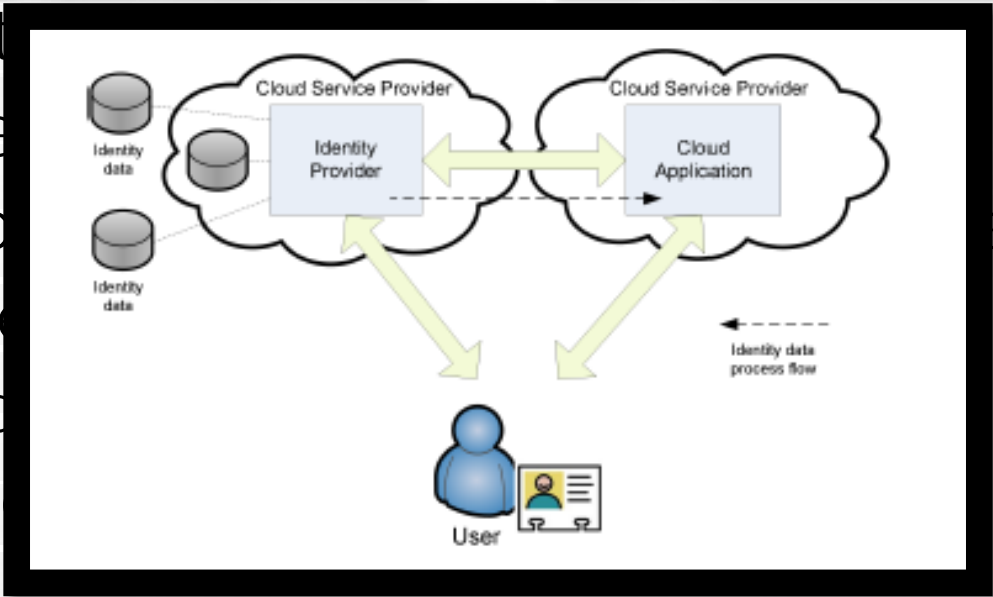 Cloud Service Provider
Cloud Service Provider
Identity
Provider
Cloud
Application
Identity
data
Identity
data
Identity data
process flow
User